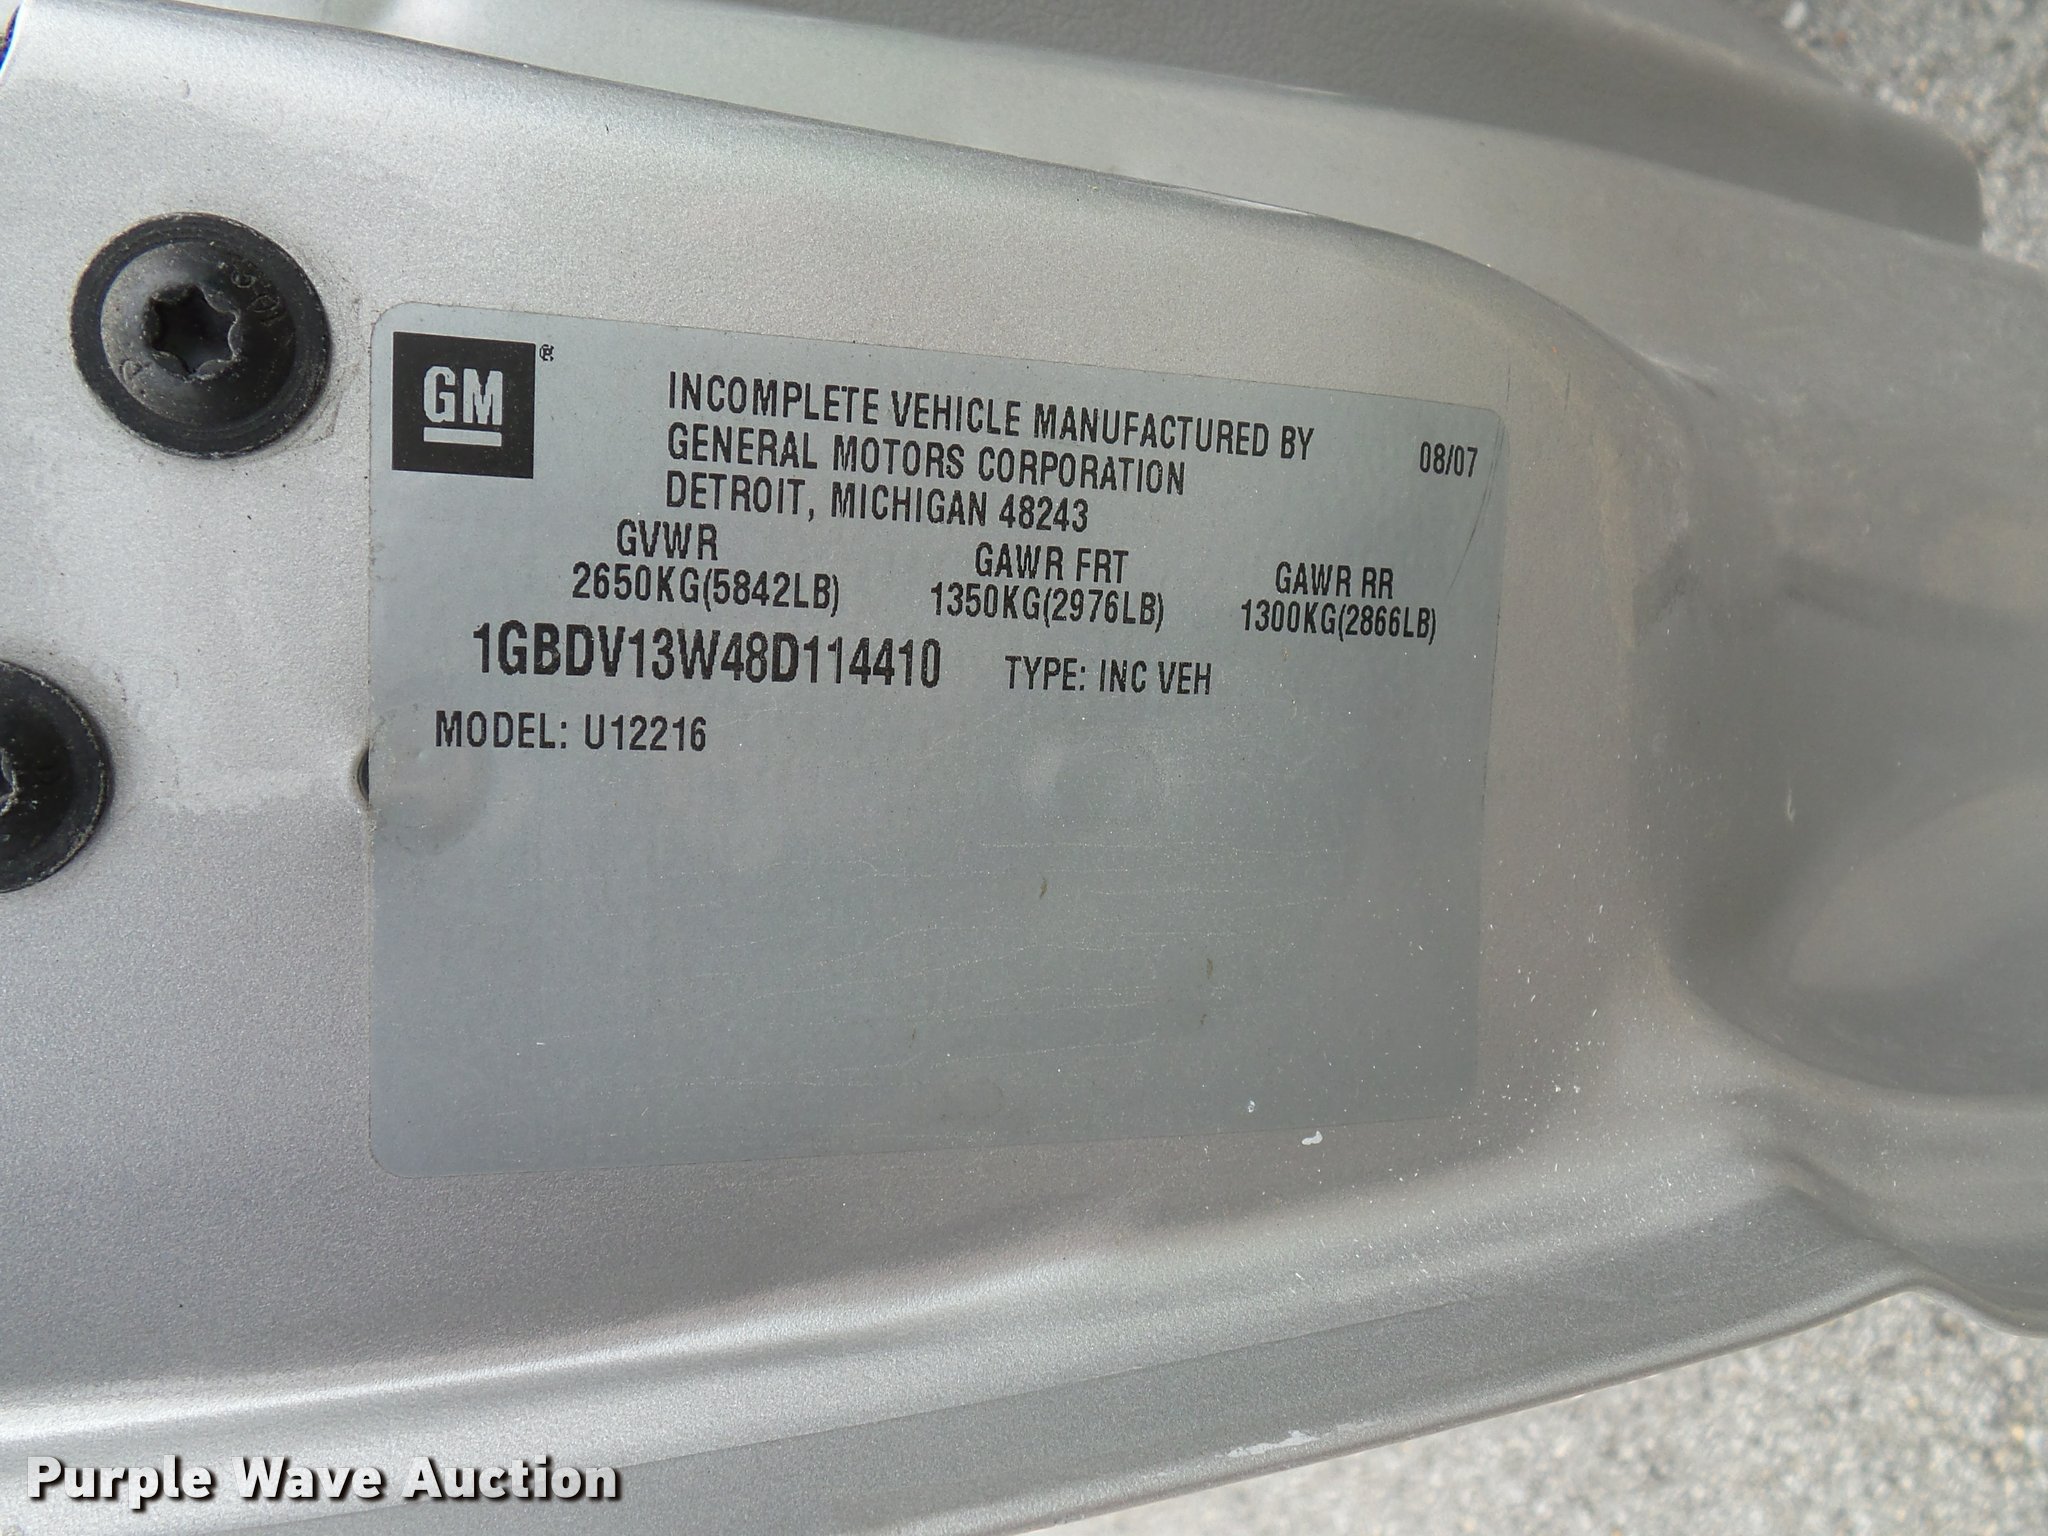 GM®
INCOMPLETE VEHICLE MANUFACTURED BY
GENERAL MOTORS CORPORATION
DETROIT, MICHIGAN 48243
08/07
GVWR
2650KG(5842LB)
GAWR FRT
1350KG(2976LB)
GAWR RR
1300KG(2866LB)
1GBDV13W48D114410
TYPE: INC VEH
MODEL: U12216
Purple Wave Auction